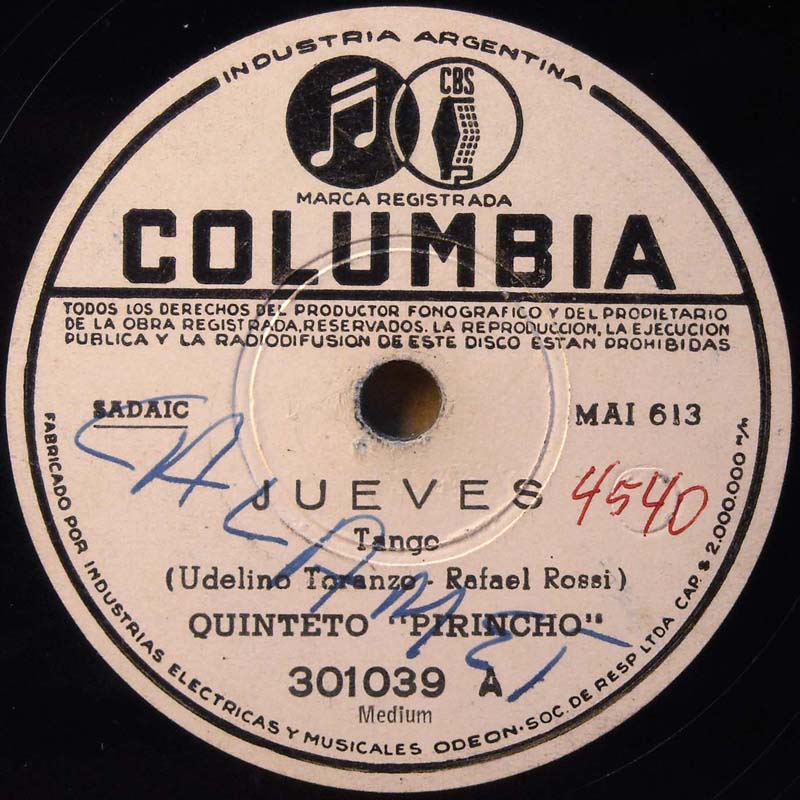 INDUSTRIA ARGENTINA
CBS
MARCA REGISTRADA
COLUMBIA
TODOS LOS DERECHOS DEL PRODUCTOR FONOGRAFICO Y DEL PROPIETARIO
DE LA OBRA REGISTRADA, RESERVADOS. LA REPRODUCCION, LA EJECUCION
PUBLICA Y LA RADIODIFUSION DE ESTE DISCO ESTAN PROHIBIDAS
SADAIC
MAI 613
CALAMET
JUEVES
4540
Tango
(Udelino Toranzo - Rafael Rossi)
QUINTETO "PIRINCHO"
301039 A
Medium
FABRICADO POR INDUSTRIAS ELECTRICAS Y MUSICALES ODEON - SOC. DE RESP. LTDA CAP. $ 2.000.000 M/N